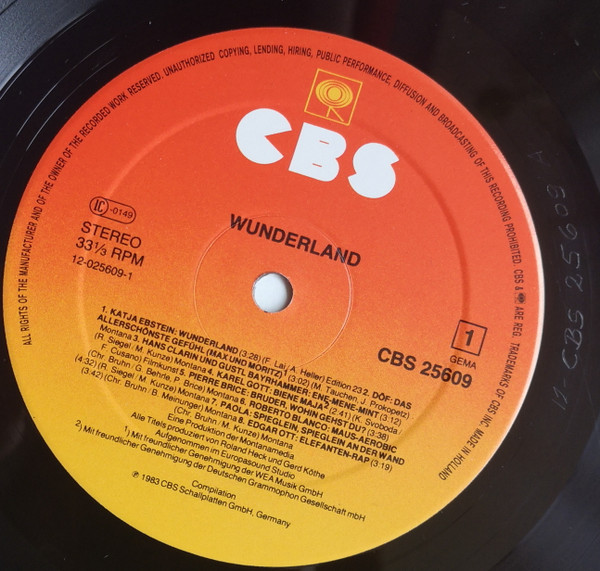 ALL RIGHTS OF THE MANUFACTURER AND OF THE OWNER OF THE RECORDED WORK RESERVED, UNAUTHORIZED COPYING, LENDING, HIRING, PUBLIC PERFORMANCE, DIFFUSION AND BROADCASTING OF THIS RECORDING PROHIBITED. CBS & ARE REG. TRADEMARKS OF CBS INC. MADE IN HOLLAND
CBS
LC-0149
STEREO
33⅓ RPM
12-025609-1
WUNDERLAND
1
GEMA
CBS 25609
1. KATJA EBSTEIN: WUNDERLAND (3:28) (F. Lai/ A. Heller) Edition 23 2. DÖF: DAS
ALLERSCHÖNSTE GEFÜHL (MAX UND MORITZ)¹) (3:02) (M. Tauchen, J. Prokopetz)
Montana 3. HANS CLARIN UND GUSTL BAYRHAMMER: ENE-MENE-MINT (3:12)
(R. Siegel/ M. Kunze) Montana 4. KAREL GOTT: BIENE MAJA²) (2:41) (K. Svoboda/
F. Cusano) Filmkunst 5. PIERRE BRICE: BRUDER, WOHIN GEHST DU? (3:38)
(Chr. Bruhn/ G. Behrle, P. Brice) Montana 6. ROBERTO BLANCO: MAUS-AEROBIC
(4:32) (R. Siegel/ M. Kunze) Montana 7. PAOLA: SPIEGLEIN, SPIEGLEIN AN DER WAND
(3:42) (Chr. Bruhn/ B. Meinunger) Montana 8. EDGAR OTT: ELEFANTEN-RAP (3:19)
(Chr. Bruhn/ M. Kunze) Montana
Alle Titel produziert von Roland Heck und Gerd Köthe
Eine Produktion der Montanamedia
Aufgenommen im Europasound Studio
¹) Mit freundlicher Genehmigung der WEA Musik GmbH
²) Mit freundlicher Genehmigung der Deutschen Grammophon Gesellschaft mbH
Compilation
℗ 1983 CBS Schallplatten GmbH, Germany
CBS 25609 A